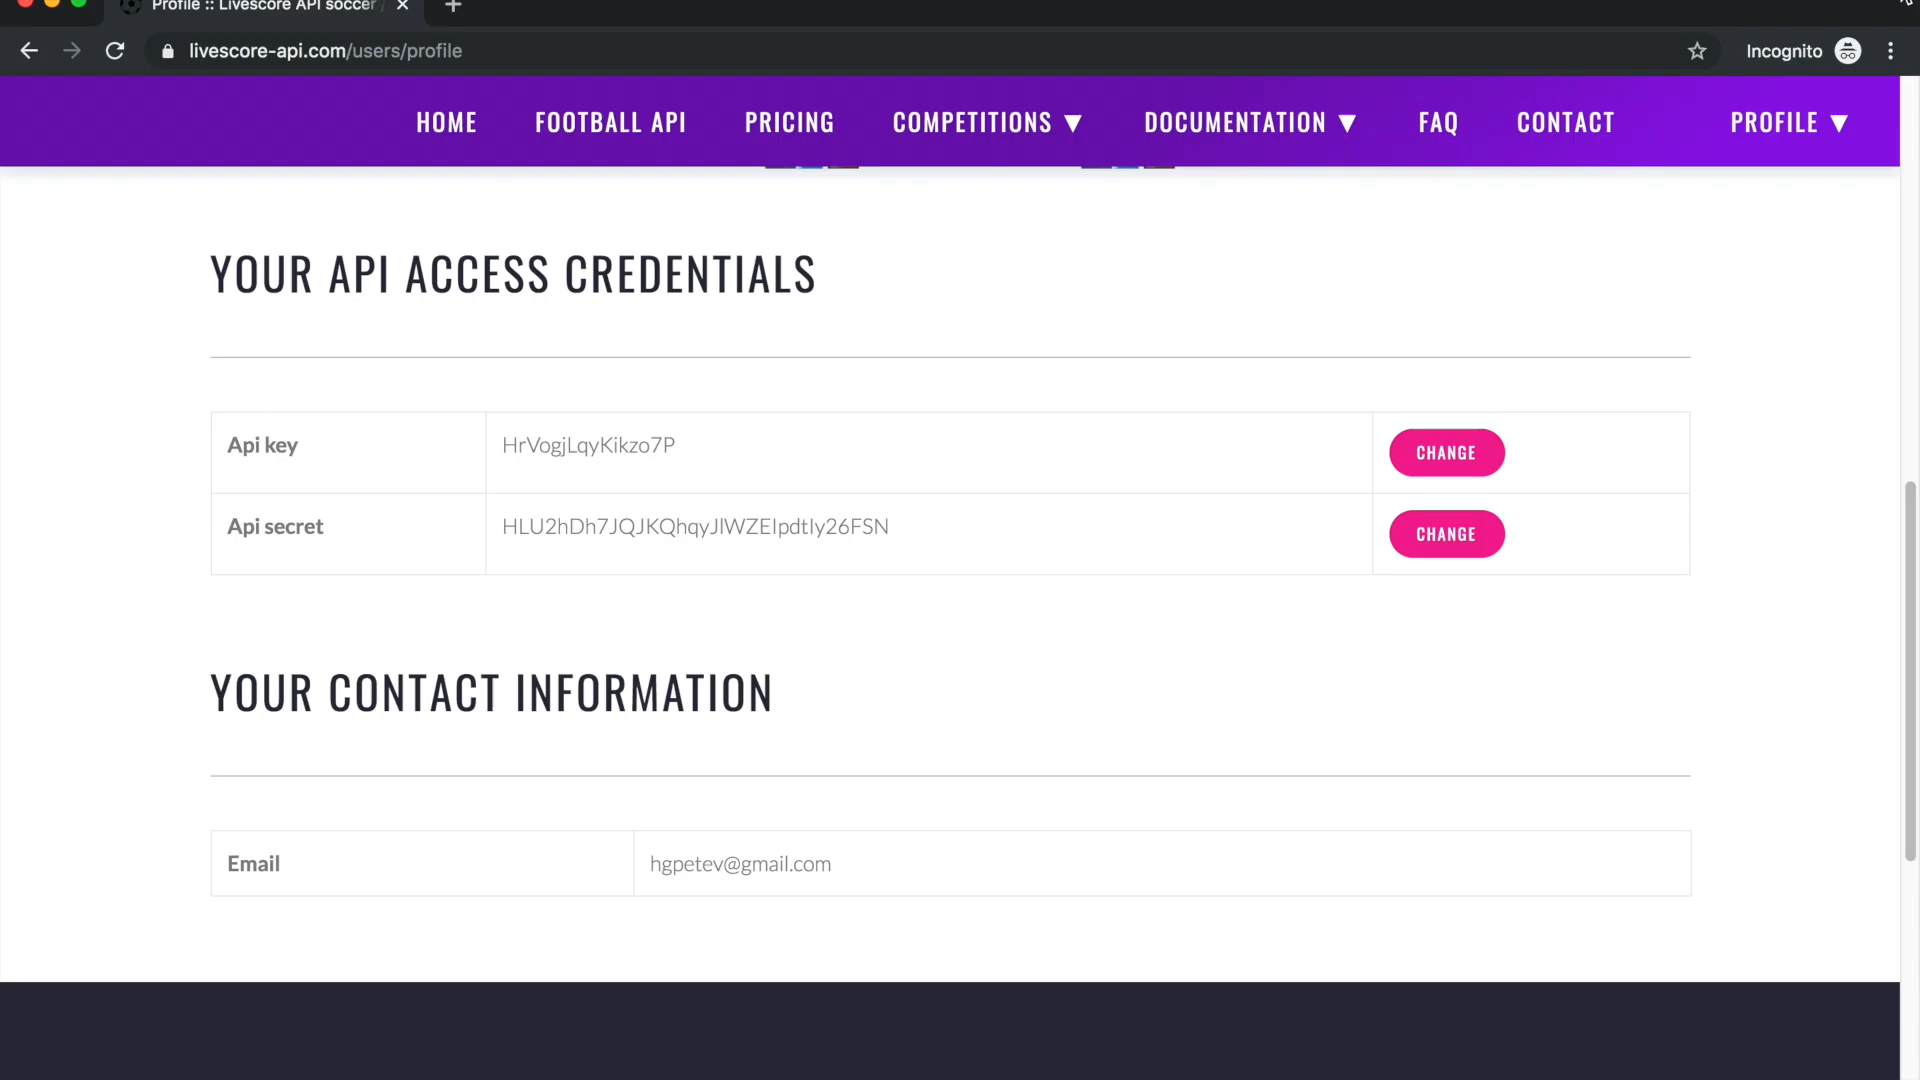 Profile :: Livescore API soccer
livescore-api.com/users/profile
Incognito
HOME FOOTBALL API PRICING COMPETITIONS ▼ DOCUMENTATION ▼ FAQ CONTACT PROFILE ▼
YOUR API ACCESS CREDENTIALS
Api key HrVogjLqyKikzo7P CHANGE
Api secret HLU2hDh7JQJKQhqyJlWZEIpdtIy26FSN CHANGE
YOUR CONTACT INFORMATION
Email hgpetev@gmail.com